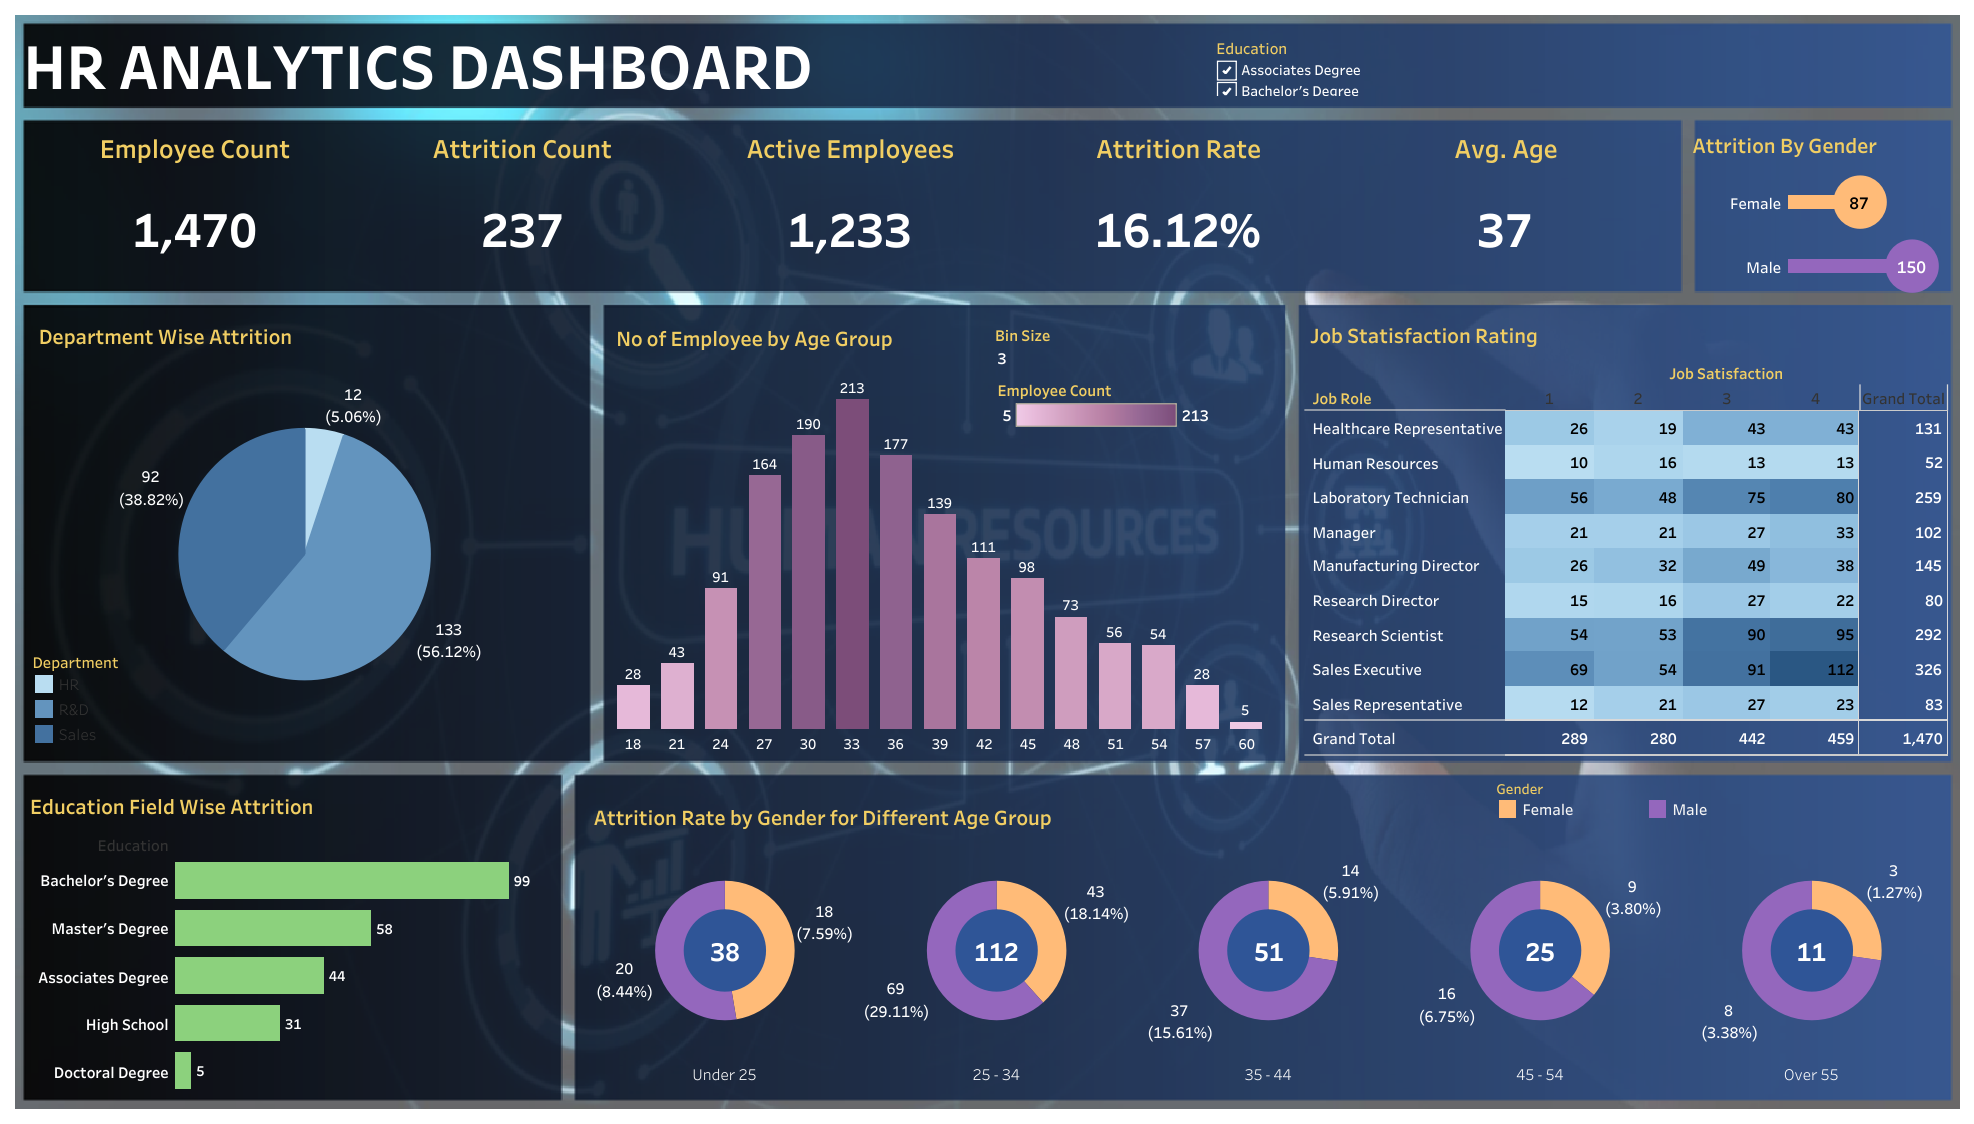 HR ANALYTICS DASHBOARD
Education
Associates Degree
Bachelor's Degree
Employee Count
Attrition Count
Active Employees
Attrition Rate
Avg. Age
1,470
237
1,233
16.12%
37
Attrition By Gender
Female 87
Male 150
Department Wise Attrition
12
(5.06%)
92
(38.82%)
133
(56.12%)
Department
HR
R&D
Sales
No of Employee by Age Group
Bin Size
3
Employee Count
5 213
28 43 91 164 190 213 177 139 111 98 73 56 54 28 5
18 21 24 27 30 33 36 39 42 45 48 51 54 57 60
HUMAN RESOURCES
Job Statisfaction Rating
Job Satisfaction
Job Role 1 2 3 4 Grand Total
Healthcare Representative 26 19 43 43 131
Human Resources 10 16 13 13 52
Laboratory Technician 56 48 75 80 259
Manager 21 21 27 33 102
Manufacturing Director 26 32 49 38 145
Research Director 15 16 27 22 80
Research Scientist 54 53 90 95 292
Sales Executive 69 54 91 112 326
Sales Representative 12 21 27 23 83
Grand Total 289 280 442 459 1,470
Education Field Wise Attrition
Education
Bachelor's Degree 99
Master's Degree 58
Associates Degree 44
High School 31
Doctoral Degree 5
Attrition Rate by Gender for Different Age Group
Gender
Female Male
18
(7.59%)
38
20
(8.44%)
Under 25
43
(18.14%)
112
69
(29.11%)
25 - 34
14
(5.91%)
51
37
(15.61%)
35 - 44
9
(3.80%)
25
16
(6.75%)
45 - 54
3
(1.27%)
11
8
(3.38%)
Over 55